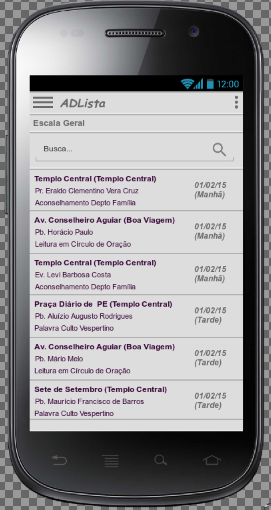 12:00
ADLista
Escala Geral
Busca...
Templo Central (Templo Central)
Pr. Eraldo Clementino Vera Cruz
Aconselhamento Depto Família
01/02/15
(Manhã)
Av. Conselheiro Aguiar (Boa Viagem)
Pb. Horácio Paulo
Leitura em Círculo de Oração
01/02/15
(Manhã)
Templo Central (Templo Central)
Ev. Levi Barbosa Costa
Aconselhamento Depto Família
01/02/15
(Manhã)
Praça Diário de PE (Templo Central)
Pb. Aluízio Augusto Rodrigues
Palavra Culto Vespertino
01/02/15
(Tarde)
Av. Conselheiro Aguiar (Boa Viagem)
Pb. Mário Melo
Leitura em Círculo de Oração
01/02/15
(Tarde)
Sete de Setembro (Templo Central)
Pb. Maurício Francisco de Barros
Palavra Culto Vespertino
01/02/15
(Tarde)